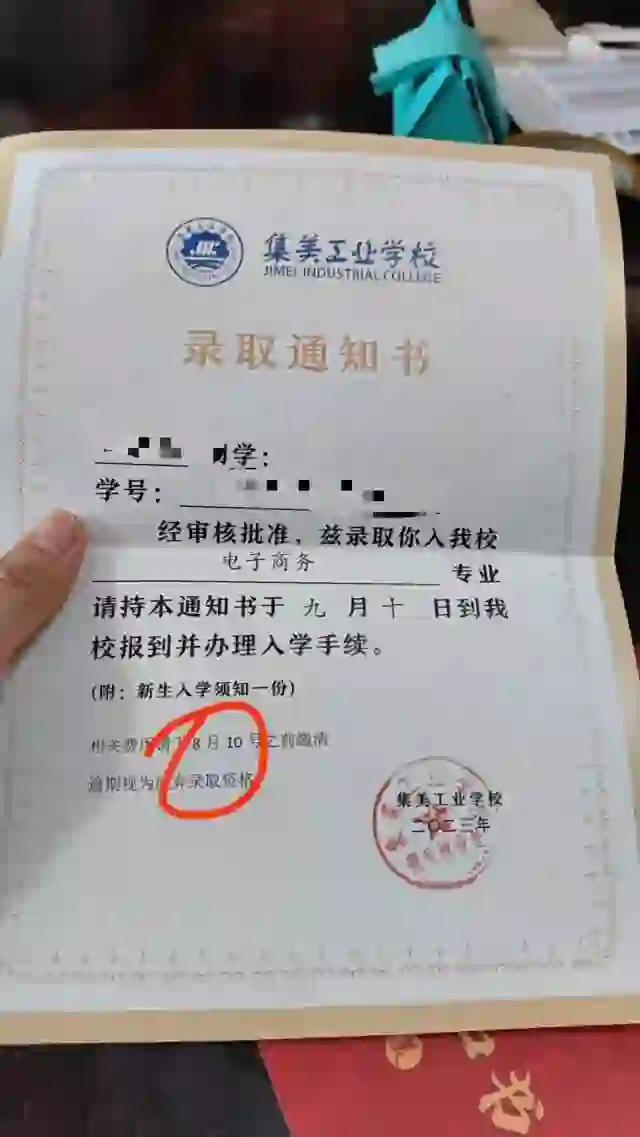 集美工业学校
JIMEI INDUSTRIAL COLLEGE
录取通知书
同学:
学号:
经审核批准,兹录取你入我校
电子商务 专业
请持本通知书于 九 月 十 日到我
校报到并办理入学手续。
(附:新生入学须知一份)
相关费用请于8月10号之前缴清
逾期视为放弃录取资格
集美工业学校
二〇二三年